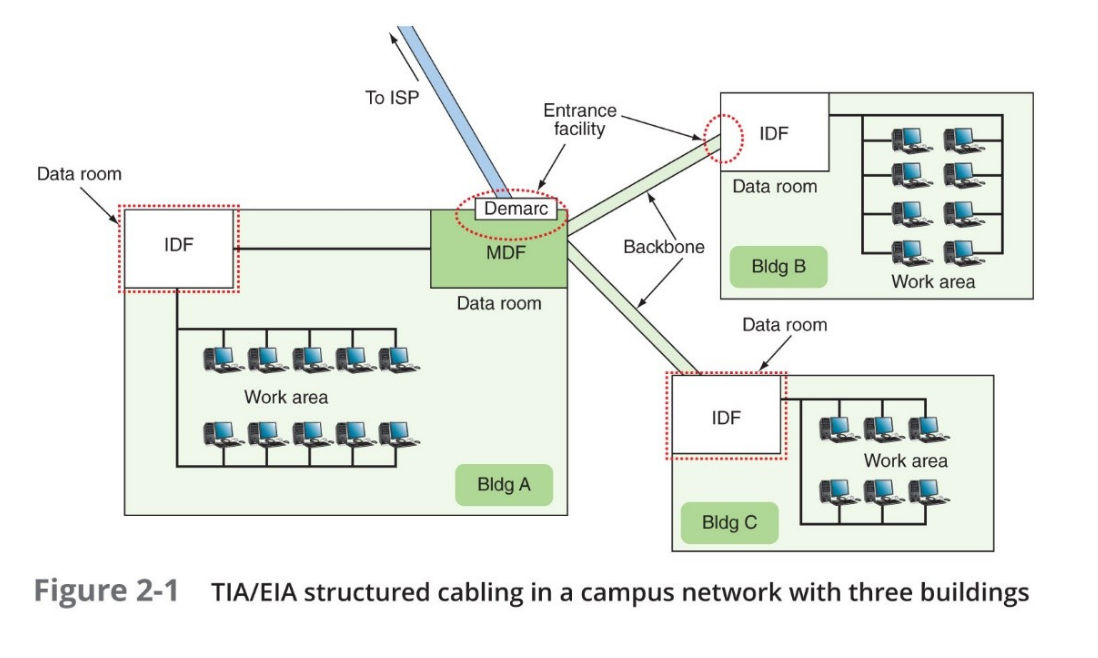 To ISP
Entrance
facility
IDF
Data room
Demarc
Data room
IDF
MDF
Backbone
Bldg B
Work area
Data room
Data room
Work area
IDF
Work area
Bldg A
Bldg C
Figure 2-1 TIA/EIA structured cabling in a campus network with three buildings